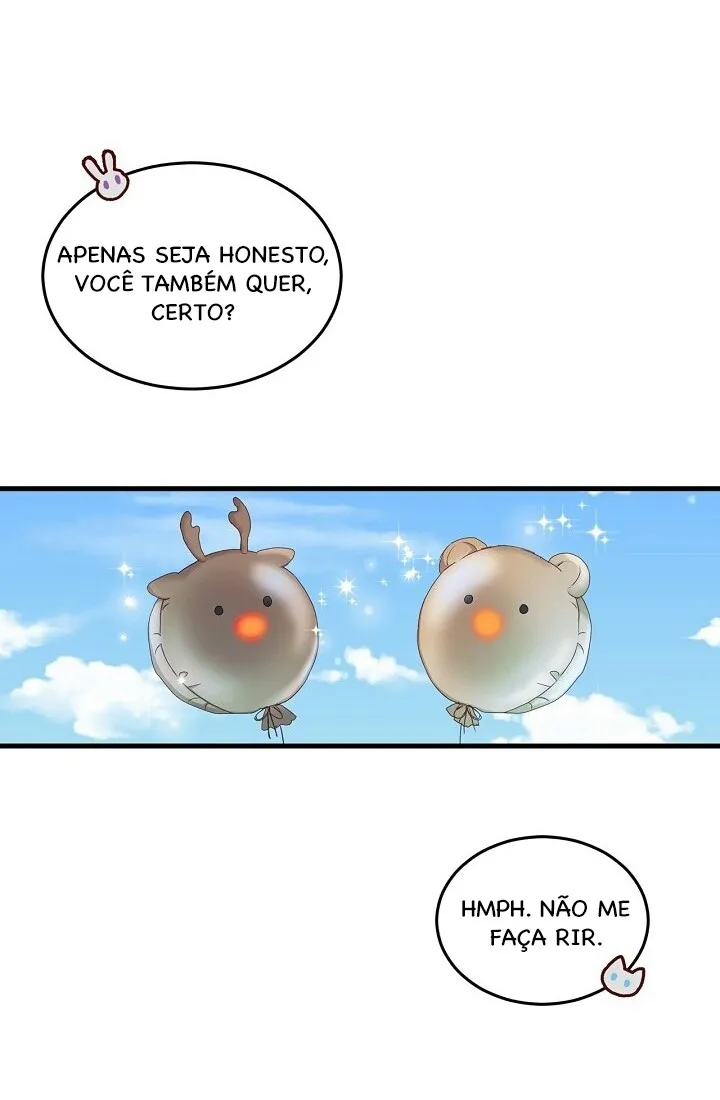 APENAS SEJA HONESTO,
VOCÊ TAMBÉM QUER,
CERTO?
HMPH. NÃO ME
FAÇA RIR.